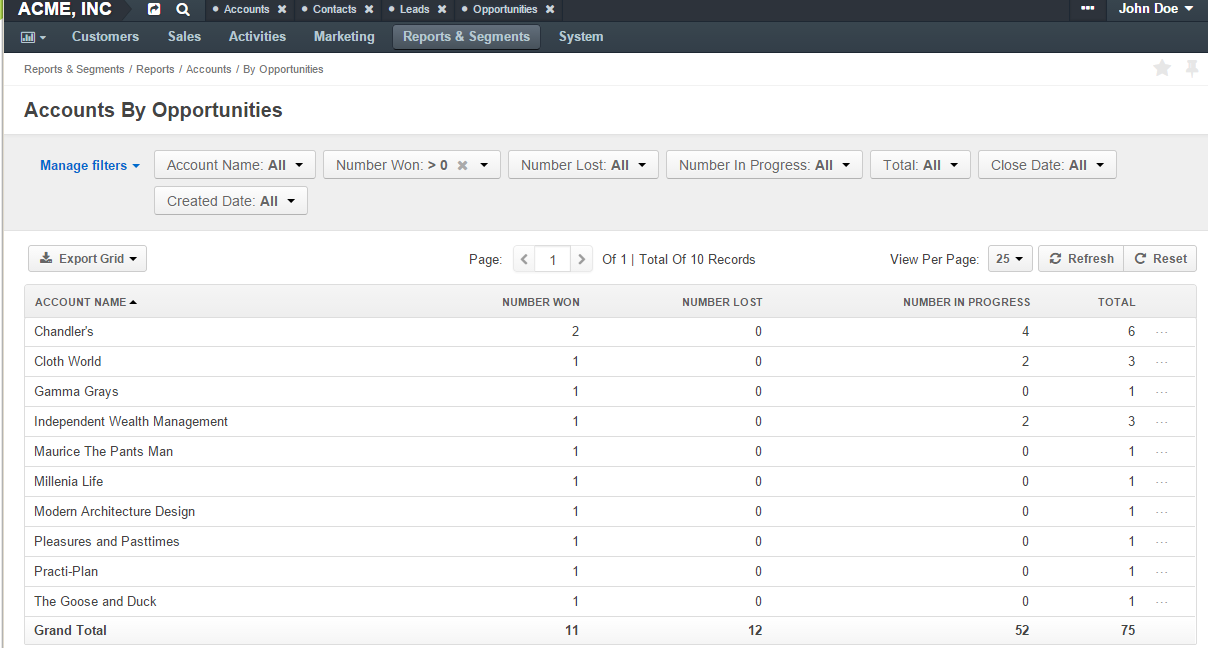 ACME, INC Accounts Contacts Leads Opportunities John Doe
Customers Sales Activities Marketing Reports & Segments System
Reports & Segments / Reports / Accounts / By Opportunities
Accounts By Opportunities
Manage filters Account Name: All Number Won: > 0 Number Lost: All Number In Progress: All Total: All Close Date: All
Created Date: All
Export Grid Page: 1 Of 1 | Total Of 10 Records View Per Page: 25 Refresh Reset
ACCOUNT NAME NUMBER WON NUMBER LOST NUMBER IN PROGRESS TOTAL
Chandler's 2 0 4 6 ...
Cloth World 1 0 2 3 ...
Gamma Grays 1 0 0 1 ...
Independent Wealth Management 1 0 2 3 ...
Maurice The Pants Man 1 0 0 1 ...
Millenia Life 1 0 0 1 ...
Modern Architecture Design 1 0 0 1 ...
Pleasures and Pasttimes 1 0 0 1 ...
Practi-Plan 1 0 0 1 ...
The Goose and Duck 1 0 0 1 ...
Grand Total 11 12 52 75